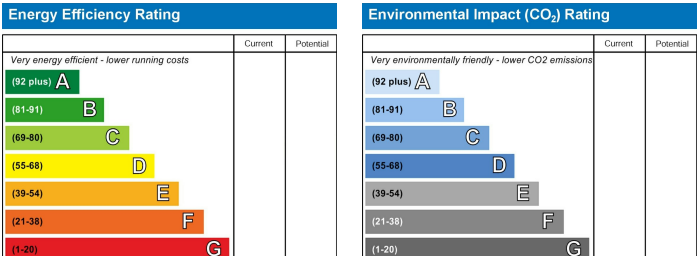 Energy Efficiency Rating
Current Potential
Very energy efficient - lower running costs
(92 plus) A
(81-91) B
(69-80) C
(55-68) D
(39-54) E
(21-38) F
(1-20) G
Environmental Impact (CO₂) Rating
Current Potential
Very environmentally friendly - lower CO2 emissions
(92 plus) A
(81-91) B
(69-80) C
(55-68) D
(39-54) E
(21-38) F
(1-20) G